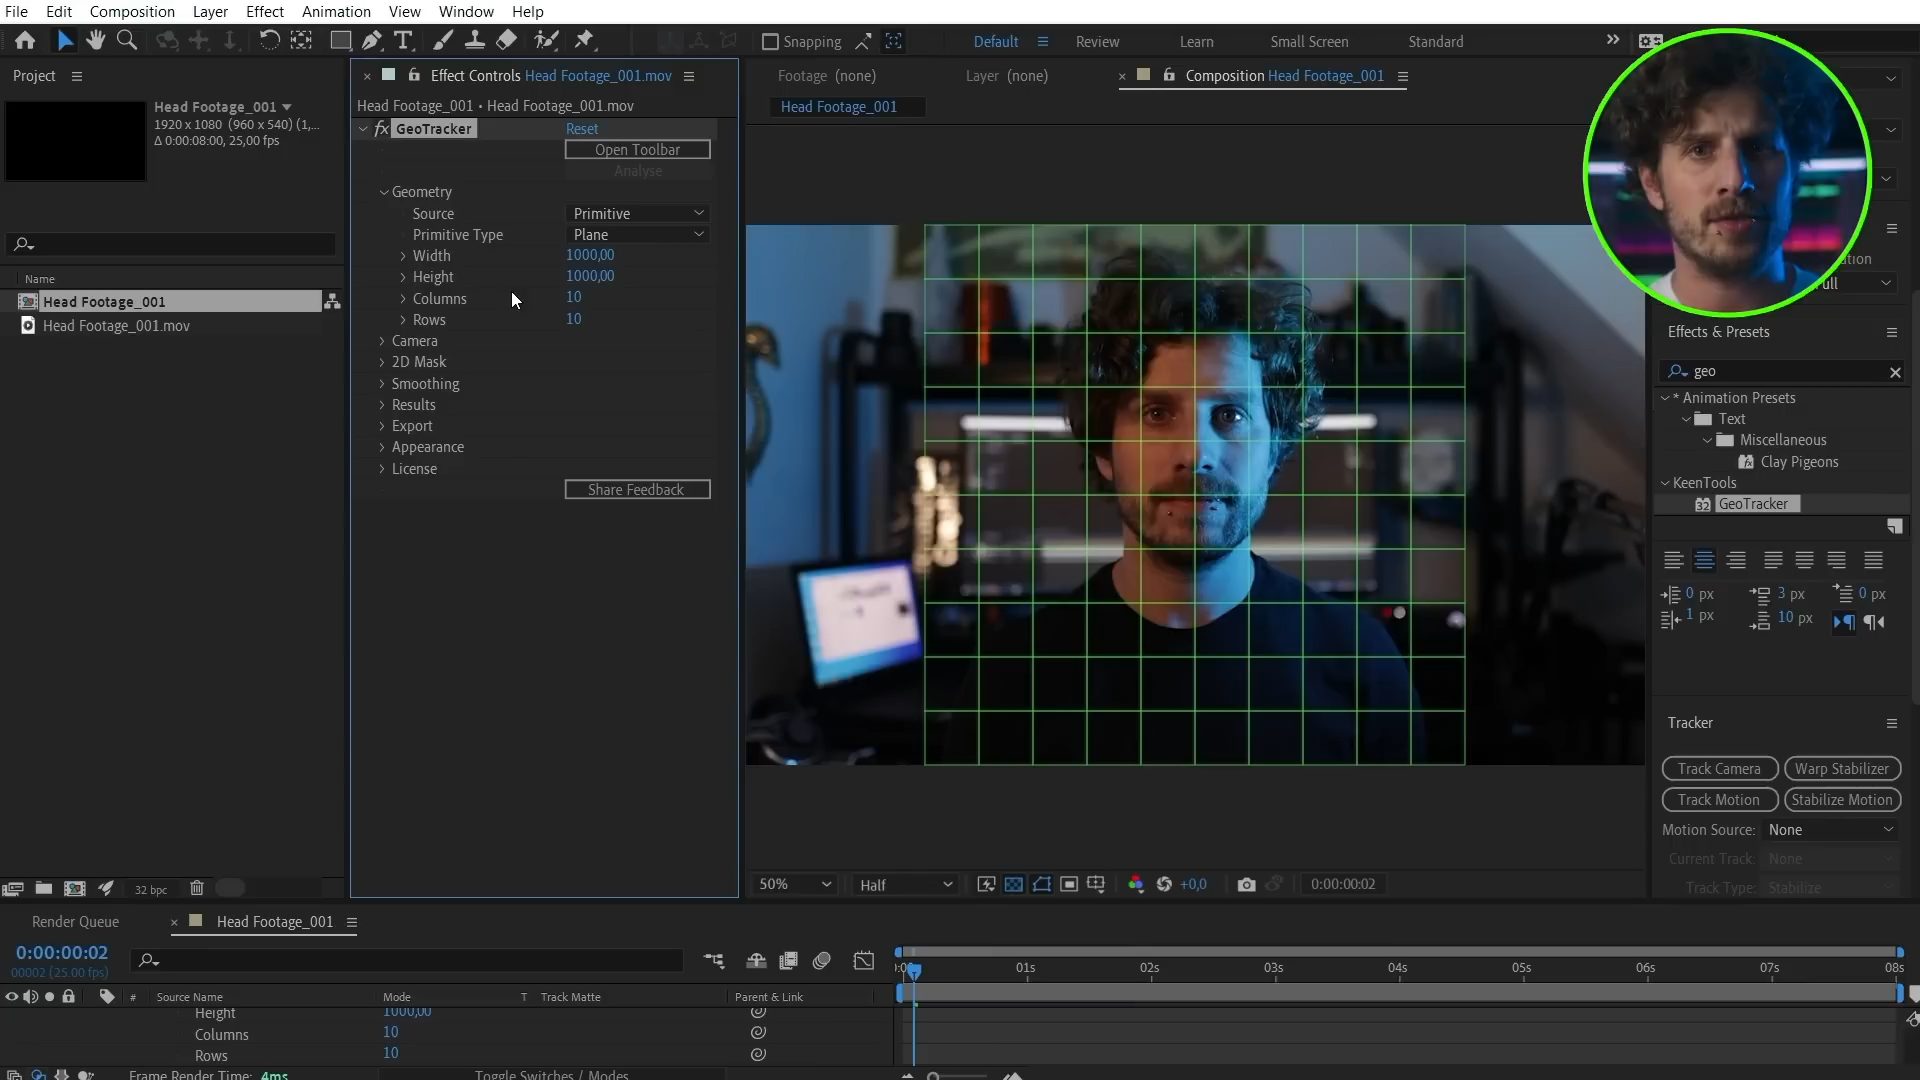 File Edit Composition Layer Effect Animation View Window Help
Snapping Default Review Learn Small Screen Standard
Project
Head Footage_001
1920 x 1080 (960 x 540) (1,...
Δ 0:00:08:00, 25,00 fps
Name
Head Footage_001
Head Footage_001.mov
32 bpc
Effect Controls Head Footage_001.mov
Head Footage_001 • Head Footage_001.mov
fx GeoTracker Reset
Open Toolbar
Analyse
Geometry
Source Primitive
Primitive Type Plane
Width 1000,00
Height 1000,00
Columns 10
Rows 10
Camera
2D Mask
Smoothing
Results
Export
Appearance
License
Share Feedback
Footage (none) Layer (none) Composition Head Footage_001
Head Footage_001
50% Half +0,0 0:00:00:02
Effects & Presets
geo
* Animation Presets
Text
Miscellaneous
Clay Pigeons
KeenTools
32 GeoTracker
0 px 3 px 0 px
1 px 10 px
Tracker
Track Camera Warp Stabilizer
Track Motion Stabilize Motion
Motion Source: None
Current Track: None
Track Type: Stabilize
Render Queue Head Footage_001
0:00:00:02
00002 (25.00 fps)
01s 02s 03s 04s 05s 06s 07s 08s
# Source Name Mode T Track Matte Parent & Link
Height 1000,00
Columns 10
Rows 10
Frame Render Time: 4ms Toggle Switches / Modes